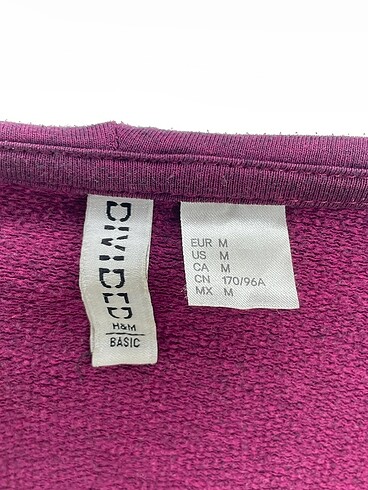 DIVIDED
H&M
BASIC
EUR M
US M
CA M
CN 170/96A
MX M